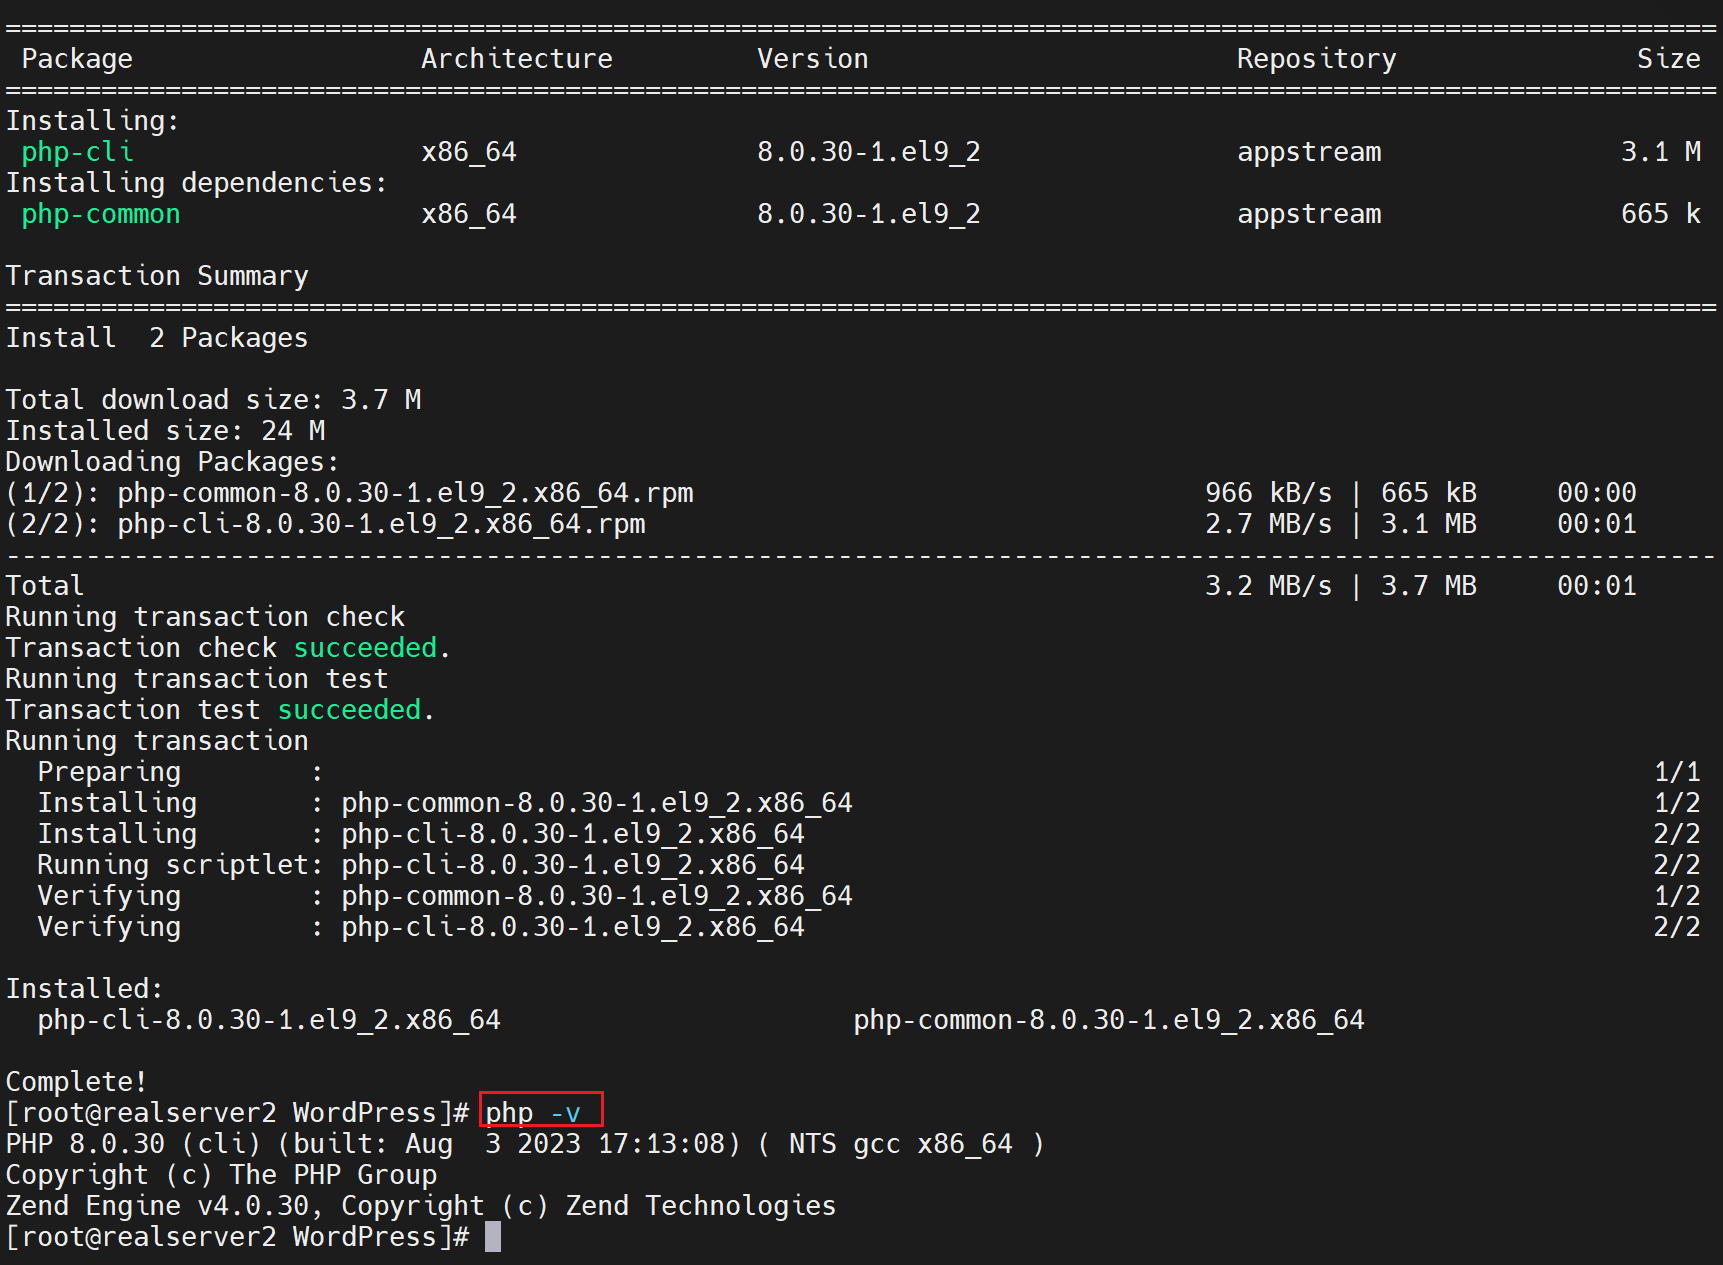 ===========================================================================================================
 Package                  Architecture         Version                       Repository               Size
===========================================================================================================
Installing:
 php-cli                  x86_64               8.0.30-1.el9_2                appstream               3.1 M
Installing dependencies:
 php-common               x86_64               8.0.30-1.el9_2                appstream               665 k
Transaction Summary
===========================================================================================================
Install  2 Packages
Total download size: 3.7 M
Installed size: 24 M
Downloading Packages:
(1/2): php-common-8.0.30-1.el9_2.x86_64.rpm                                966 kB/s | 665 kB     00:00
(2/2): php-cli-8.0.30-1.el9_2.x86_64.rpm                                   2.7 MB/s | 3.1 MB     00:01
-----------------------------------------------------------------------------------------------------------
Total                                                                      3.2 MB/s | 3.7 MB     00:01
Running transaction check
Transaction check succeeded.
Running transaction test
Transaction test succeeded.
Running transaction
  Preparing        :                                                                                   1/1
  Installing       : php-common-8.0.30-1.el9_2.x86_64                                                  1/2
  Installing       : php-cli-8.0.30-1.el9_2.x86_64                                                     2/2
  Running scriptlet: php-cli-8.0.30-1.el9_2.x86_64                                                     2/2
  Verifying        : php-common-8.0.30-1.el9_2.x86_64                                                  1/2
  Verifying        : php-cli-8.0.30-1.el9_2.x86_64                                                     2/2
Installed:
  php-cli-8.0.30-1.el9_2.x86_64                      php-common-8.0.30-1.el9_2.x86_64
Complete!
[root@realserver2 WordPress]# php -v
PHP 8.0.30 (cli) (built: Aug  3 2023 17:13:08) ( NTS gcc x86_64 )
Copyright (c) The PHP Group
Zend Engine v4.0.30, Copyright (c) Zend Technologies
[root@realserver2 WordPress]#